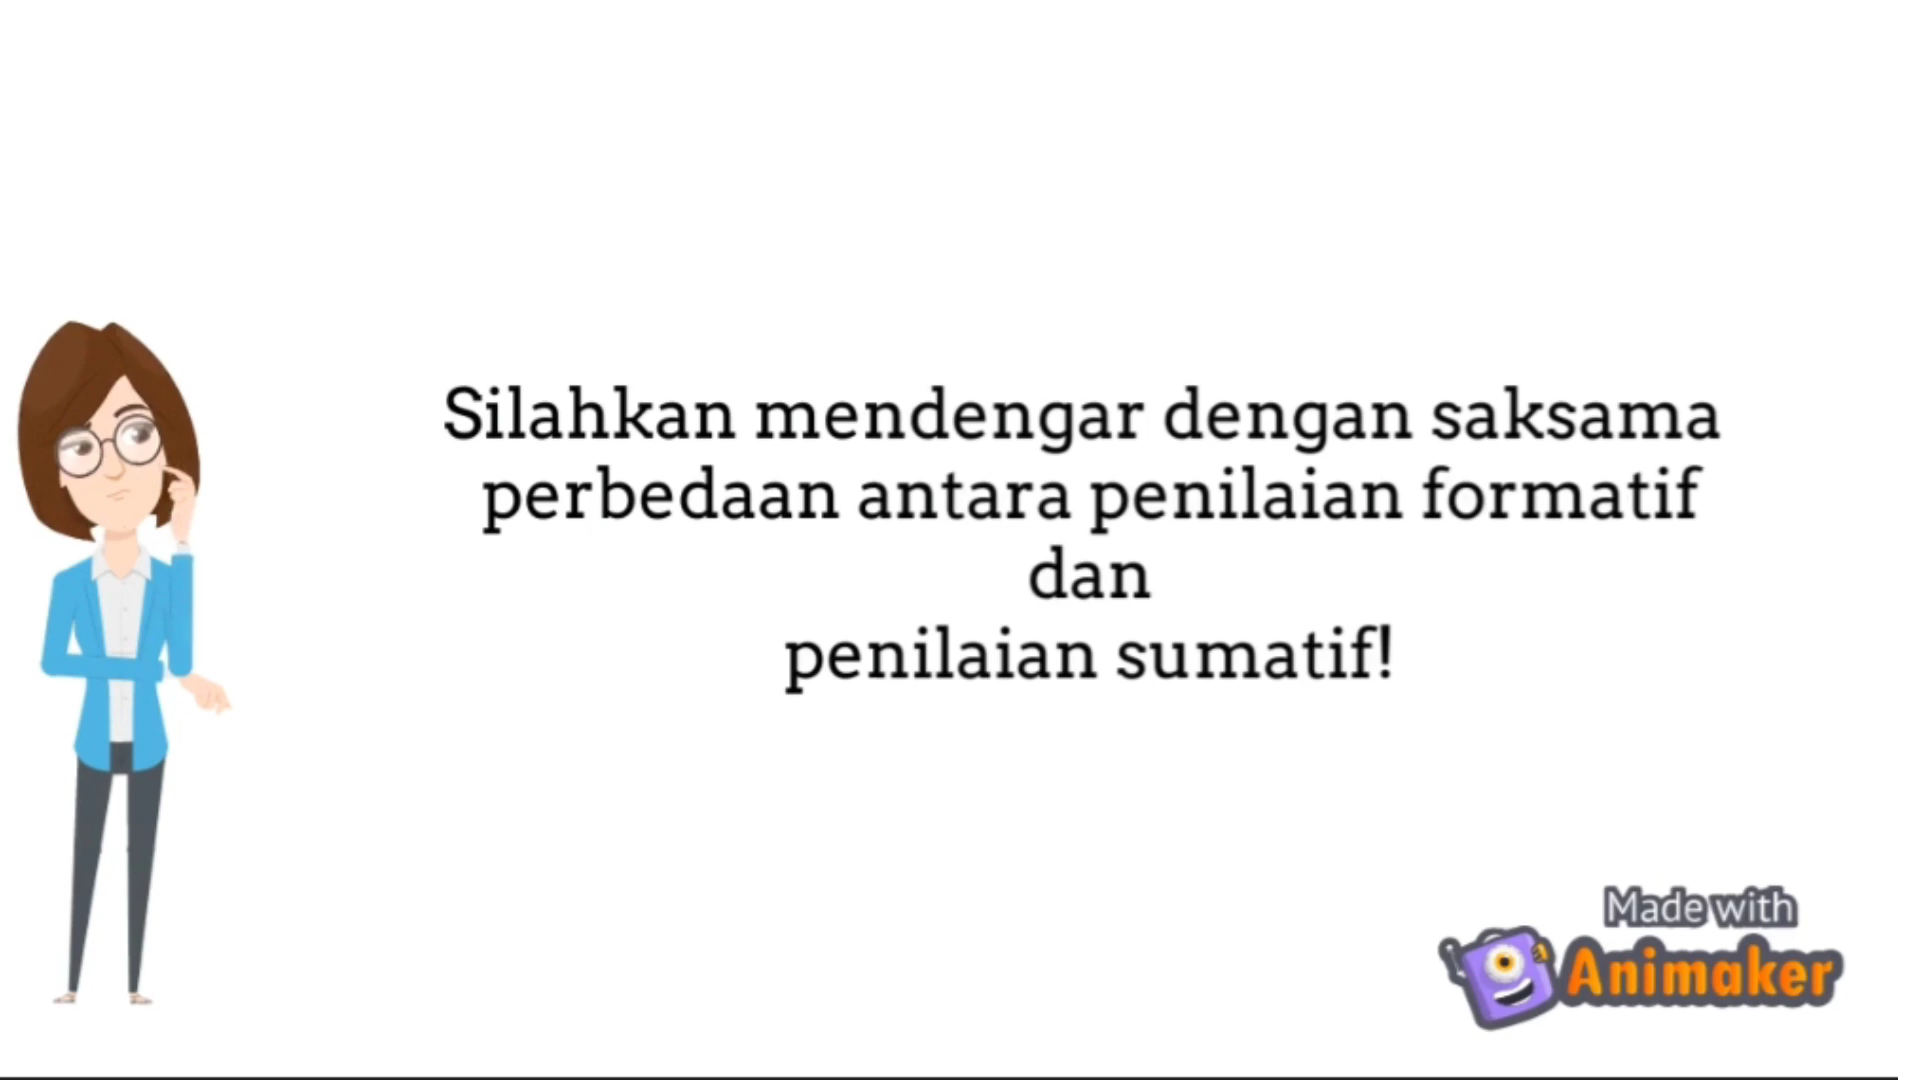 Silahkan mendengar dengan saksama
perbedaan antara penilaian formatif
dan
penilaian sumatif!
Made with
Animaker